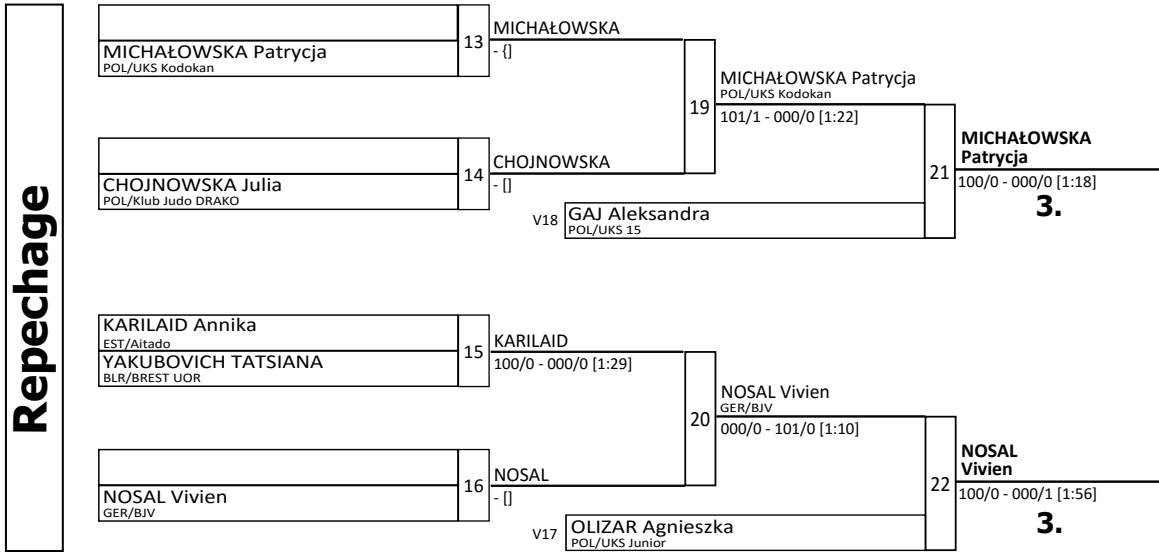 Repechage
MICHAŁOWSKA Patrycja
POL/UKS Kodokan
13
MICHAŁOWSKA
- {]
CHOJNOWSKA Julia
POL/Klub Judo DRAKO
14
CHOJNOWSKA
- []
19
MICHAŁOWSKA Patrycja
POL/UKS Kodokan
101/1 - 000/0 [1:22]
V18
GAJ Aleksandra
POL/UKS 15
21
MICHAŁOWSKA
Patrycja
100/0 - 000/0 [1:18]
3.
KARILAID Annika
EST/Aitado
YAKUBOVICH TATSIANA
BLR/BREST UOR
15
KARILAID
100/0 - 000/0 [1:29]
NOSAL Vivien
GER/BJV
16
NOSAL
- []
20
NOSAL Vivien
GER/BJV
000/0 - 101/0 [1:10]
V17
OLIZAR Agnieszka
POL/UKS Junior
22
NOSAL
Vivien
100/0 - 000/1 [1:56]
3.